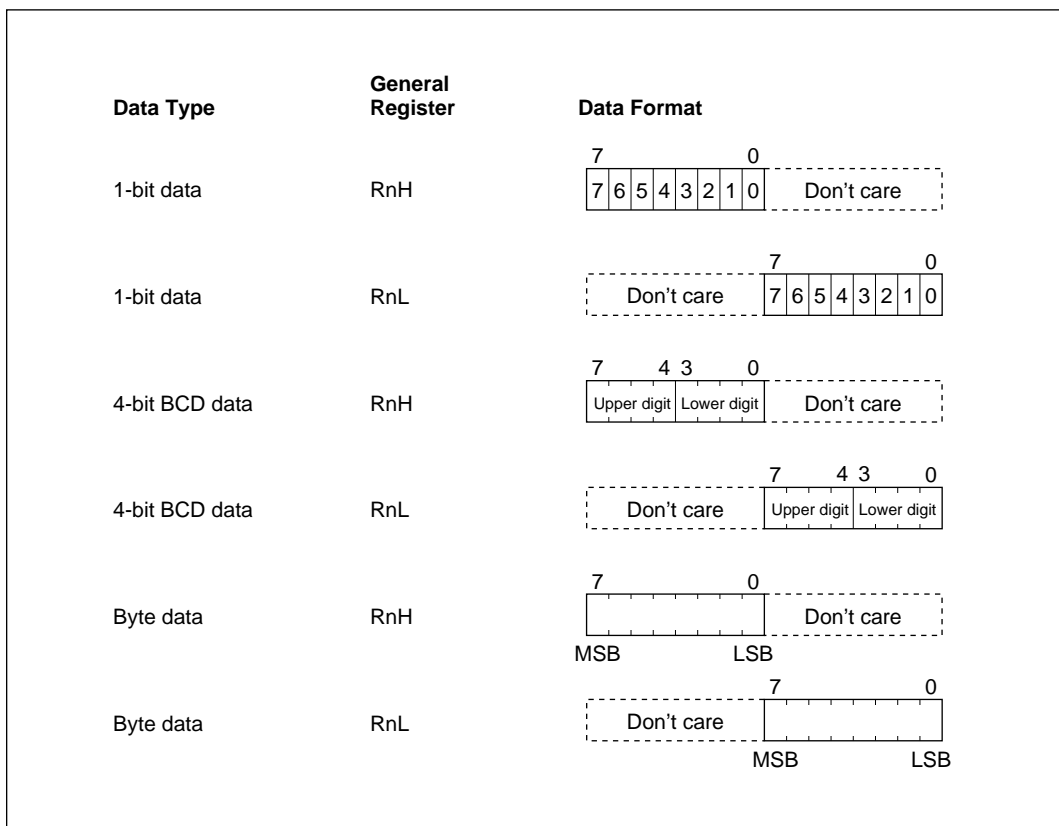 General
Data Type Register Data Format
7 0
1-bit data RnH 7 6 5 4 3 2 1 0 Don't care
7 0
1-bit data RnL Don't care 7 6 5 4 3 2 1 0
7 4 3 0
4-bit BCD data RnH Upper digit Lower digit Don't care
7 4 3 0
4-bit BCD data RnL Don't care Upper digit Lower digit
7 0
Byte data RnH Don't care
MSB LSB
7 0
Byte data RnL Don't care
MSB LSB